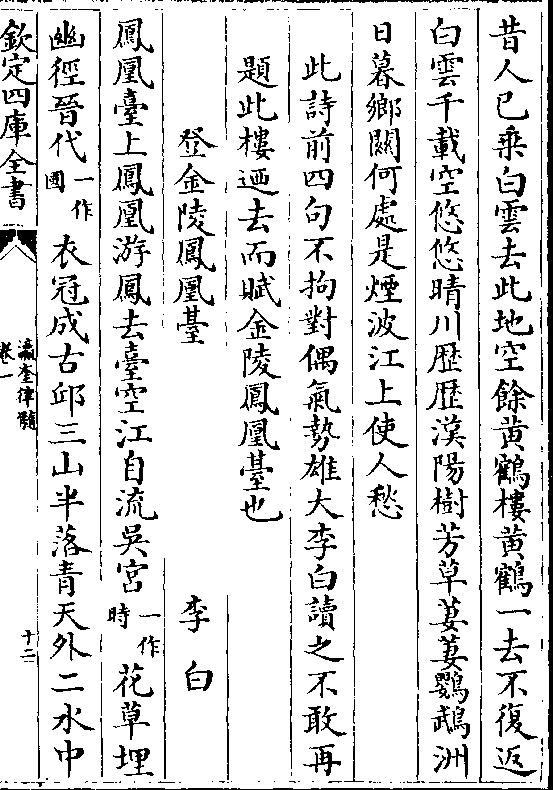 昔人已乗白雲去此地空餘黄鶴樓黄鶴一去不復返
白雲千載空悠悠晴川歴歴漢陽樹芳草萋萋鸚鵡洲
日暮鄉關何處是煙波江上使人愁
此詩前四句不拘對偶氣勢雄大李白讀之不敢再
題此樓廼去而賦金陵鳳凰臺也
登金陵鳳凰䑓
李白
鳳凰臺上鳳凰游鳳去臺空江自流吳宫一作時花草埋
幽徑晉代一作國衣冠成古邱三山半落青天外二水中
欽定四庫全書
瀛奎律髓
卷一
十二